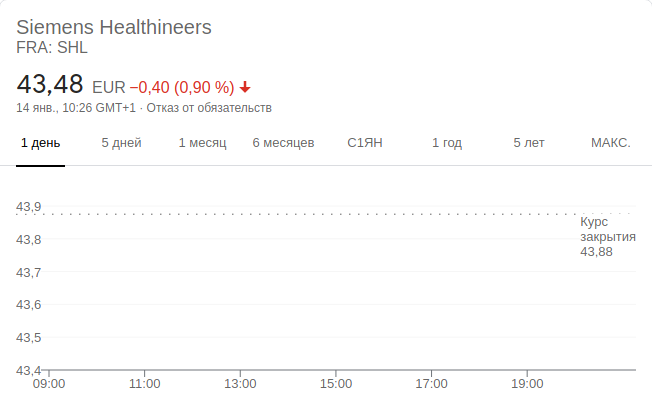 Siemens Healthineers
FRA: SHL
43,48 EUR −0,40 (0,90 %)
14 янв., 10:26 GMT+1 · Отказ от обязательств
1 день 5 дней 1 месяц 6 месяцев С1ЯН 1 год 5 лет МАКС.
43,9
Курс
закрытия
43,88
43,8
43,7
43,6
43,5
43,4
09:00 11:00 13:00 15:00 17:00 19:00